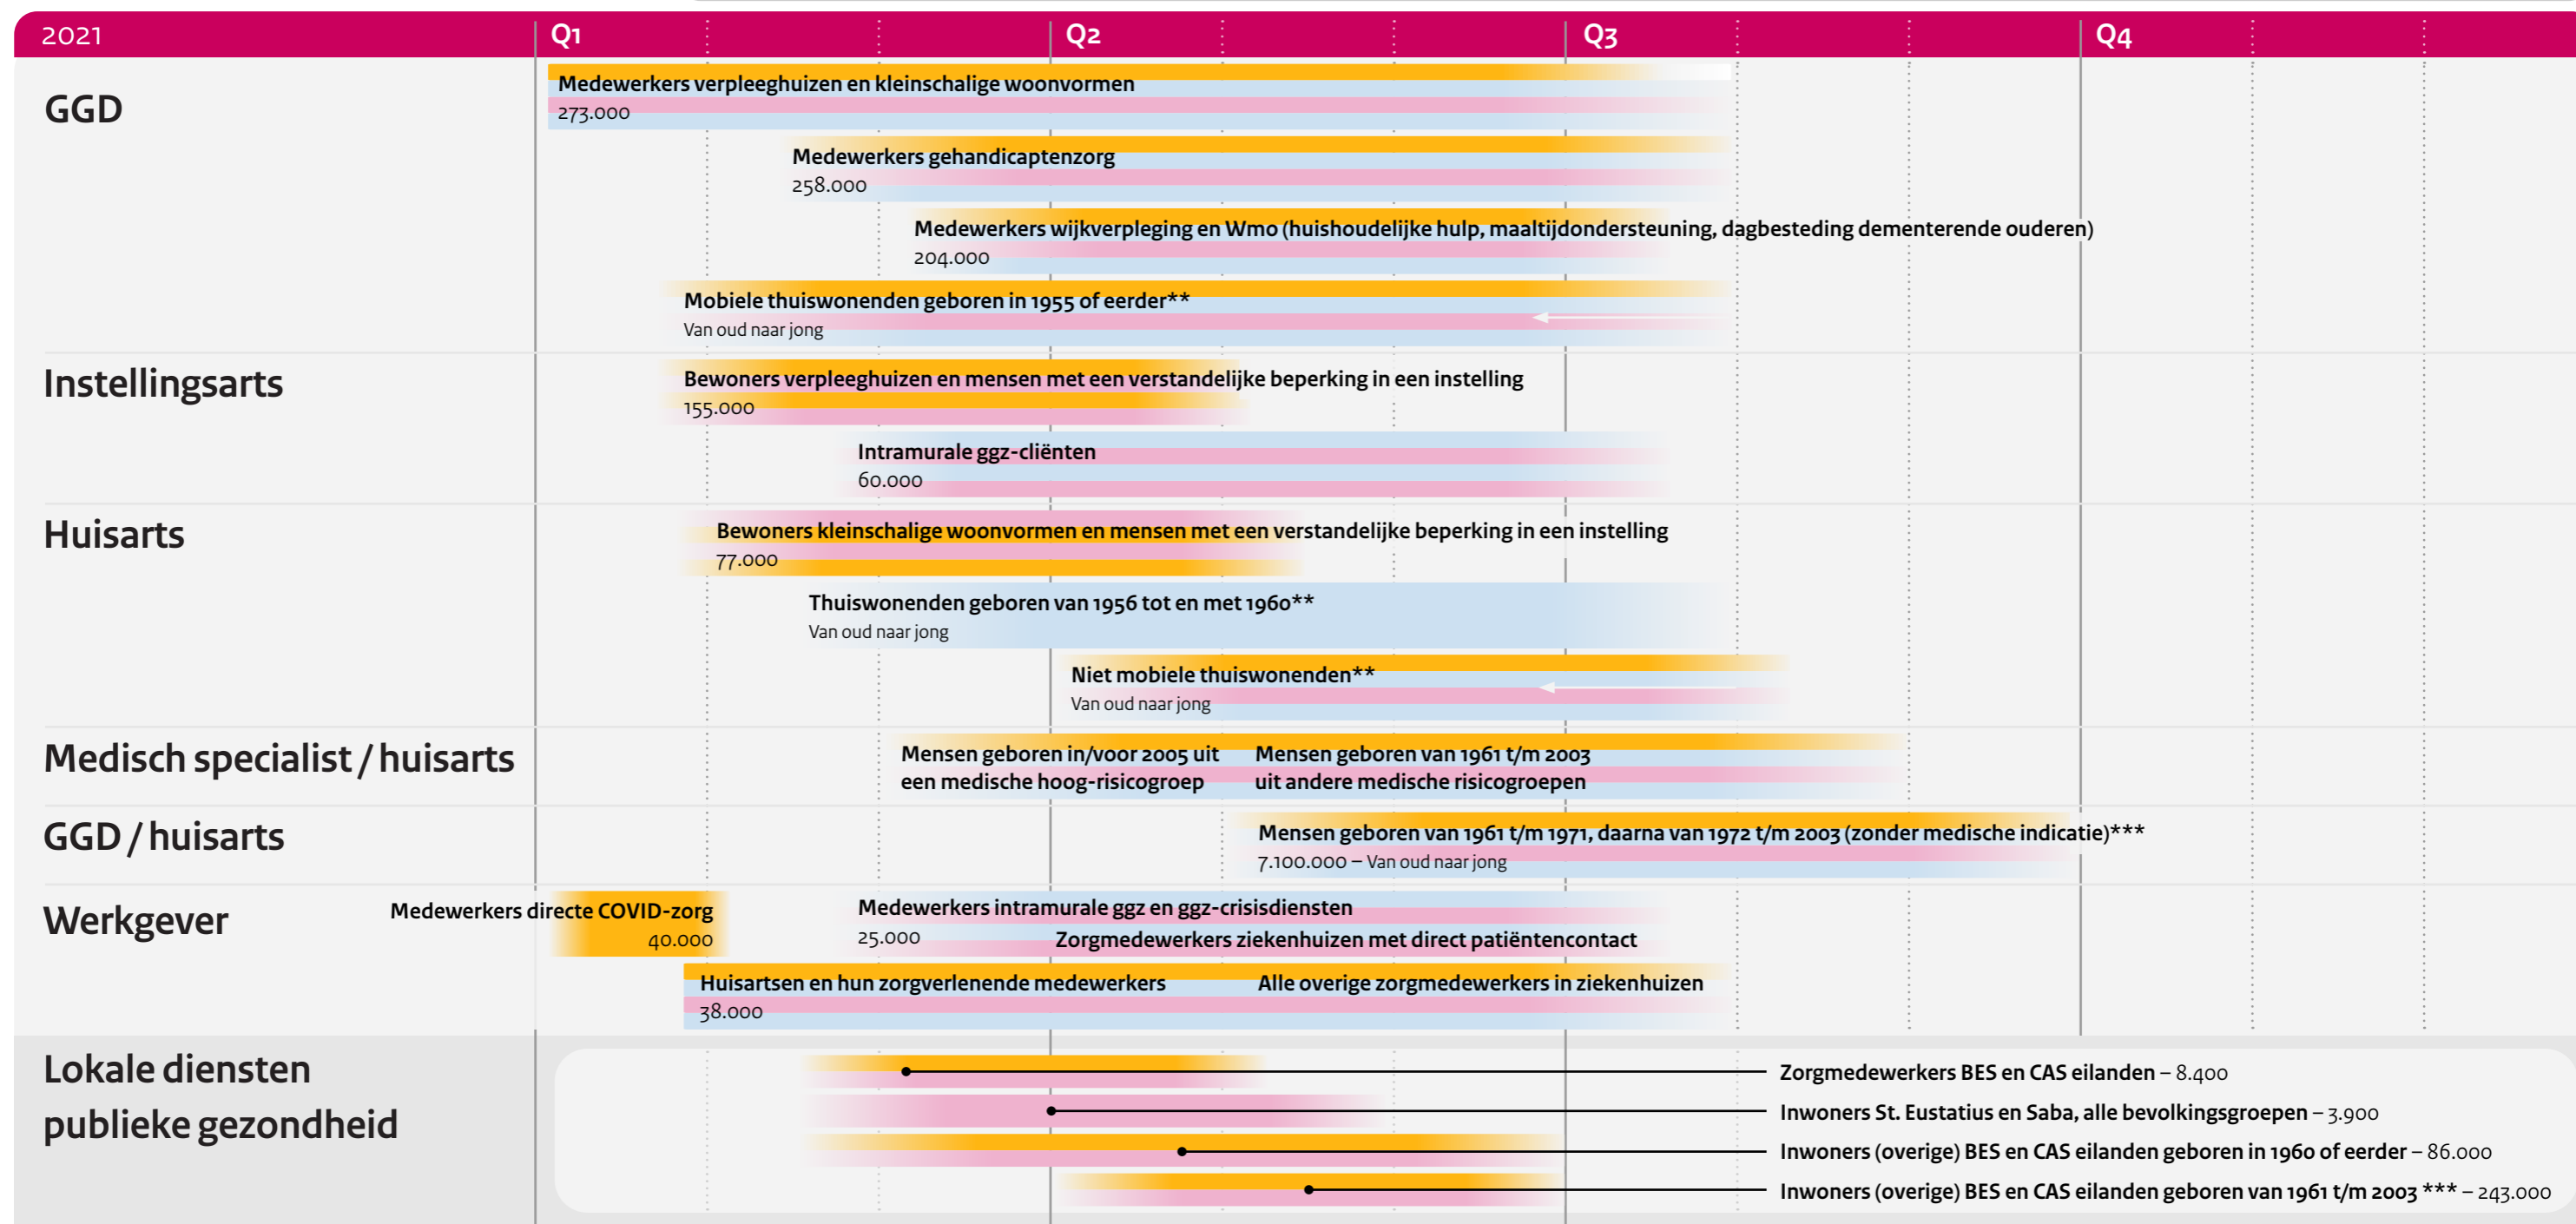 2021 Q1 Q2 Q3 Q4
GGD
Medewerkers verpleeghuizen en kleinschalige woonvormen
273.000
Medewerkers gehandicaptenzorg
258.000
Medewerkers wijkverpleging en Wmo (huishoudelijke hulp, maaltijdondersteuning, dagbesteding dementerende ouderen)
204.000
Mobiele thuiswonenden geboren in 1955 of eerder**
Van oud naar jong
Instellingsarts
Bewoners verpleeghuizen en mensen met een verstandelijke beperking in een instelling
155.000
Intramurale ggz-cliënten
60.000
Huisarts
Bewoners kleinschalige woonvormen en mensen met een verstandelijke beperking in een instelling
77.000
Thuiswonenden geboren van 1956 tot en met 1960**
Van oud naar jong
Niet mobiele thuiswonenden**
Van oud naar jong
Medisch specialist / huisarts
Mensen geboren in/voor 2005 uit
een medische hoog-risicogroep
Mensen geboren van 1961 t/m 2003
uit andere medische risicogroepen
GGD / huisarts
Mensen geboren van 1961 t/m 1971, daarna van 1972 t/m 2003 (zonder medische indicatie)***
7.100.000 – Van oud naar jong
Werkgever
Medewerkers directe COVID-zorg
40.000
Medewerkers intramurale ggz en ggz-crisisdiensten
25.000
Zorgmedewerkers ziekenhuizen met direct patiëntencontact
Huisartsen en hun zorgverlenende medewerkers
38.000
Alle overige zorgmedewerkers in ziekenhuizen
Lokale diensten
publieke gezondheid
Zorgmedewerkers BES en CAS eilanden – 8.400
Inwoners St. Eustatius en Saba, alle bevolkingsgroepen – 3.900
Inwoners (overige) BES en CAS eilanden geboren in 1960 of eerder – 86.000
Inwoners (overige) BES en CAS eilanden geboren van 1961 t/m 2003 *** – 243.000